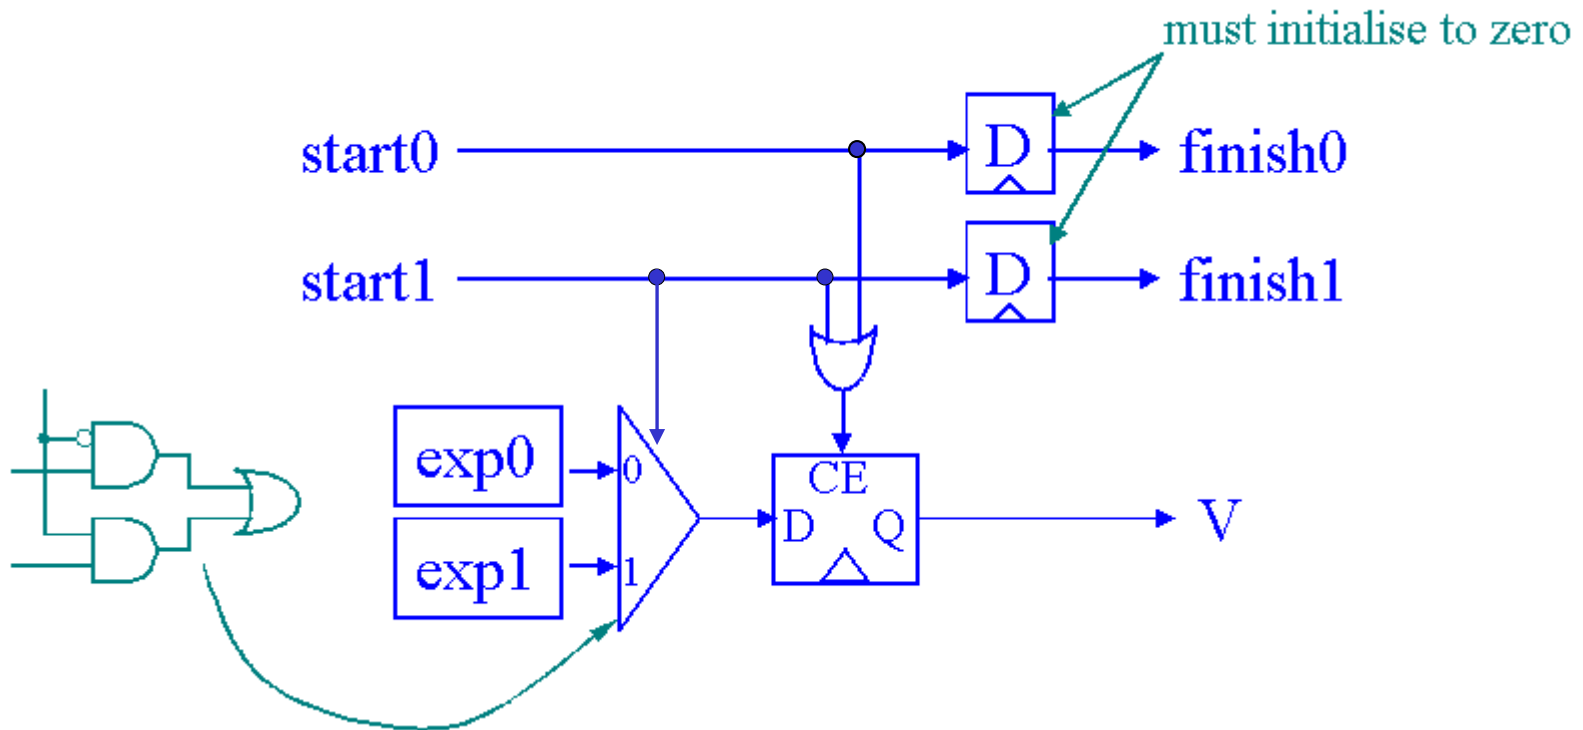 must initialise to zero
start0
D
finish0
start1
D
finish1
exp0
0
CE
D
Q
V
exp1
1